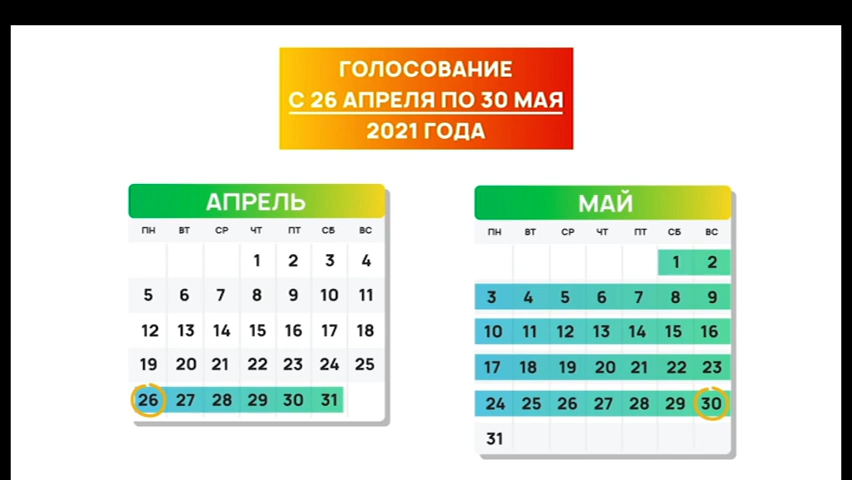 ГОЛОСОВАНИЕ
С 26 АПРЕЛЯ ПО 30 МАЯ
2021 ГОДА
АПРЕЛЬ
ПН ВТ СР ЧТ ПТ СБ ВС
1 2 3 4
5 6 7 8 9 10 11
12 13 14 15 16 17 18
19 20 21 22 23 24 25
26 27 28 29 30 31
МАЙ
ПН ВТ СР ЧТ ПТ СБ ВС
1 2
3 4 5 6 7 8 9
10 11 12 13 14 15 16
17 18 19 20 21 22 23
24 25 26 27 28 29 30
31